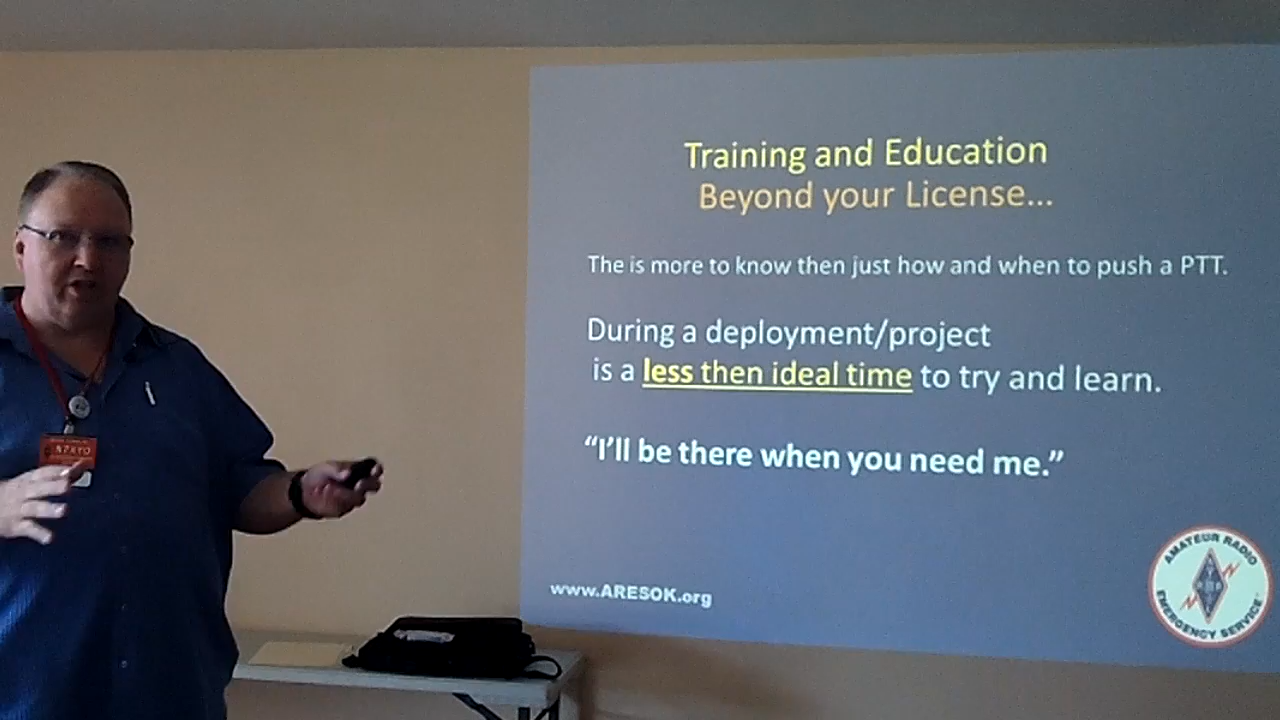 Training and Education
Beyond your License...
The is more to know then just how and when to push a PTT.
During a deployment/project
is a less then ideal time to try and learn.
“I’ll be there when you need me.”
www.ARESOK.org
AMATEUR RADIO
EMERGENCY SERVICE